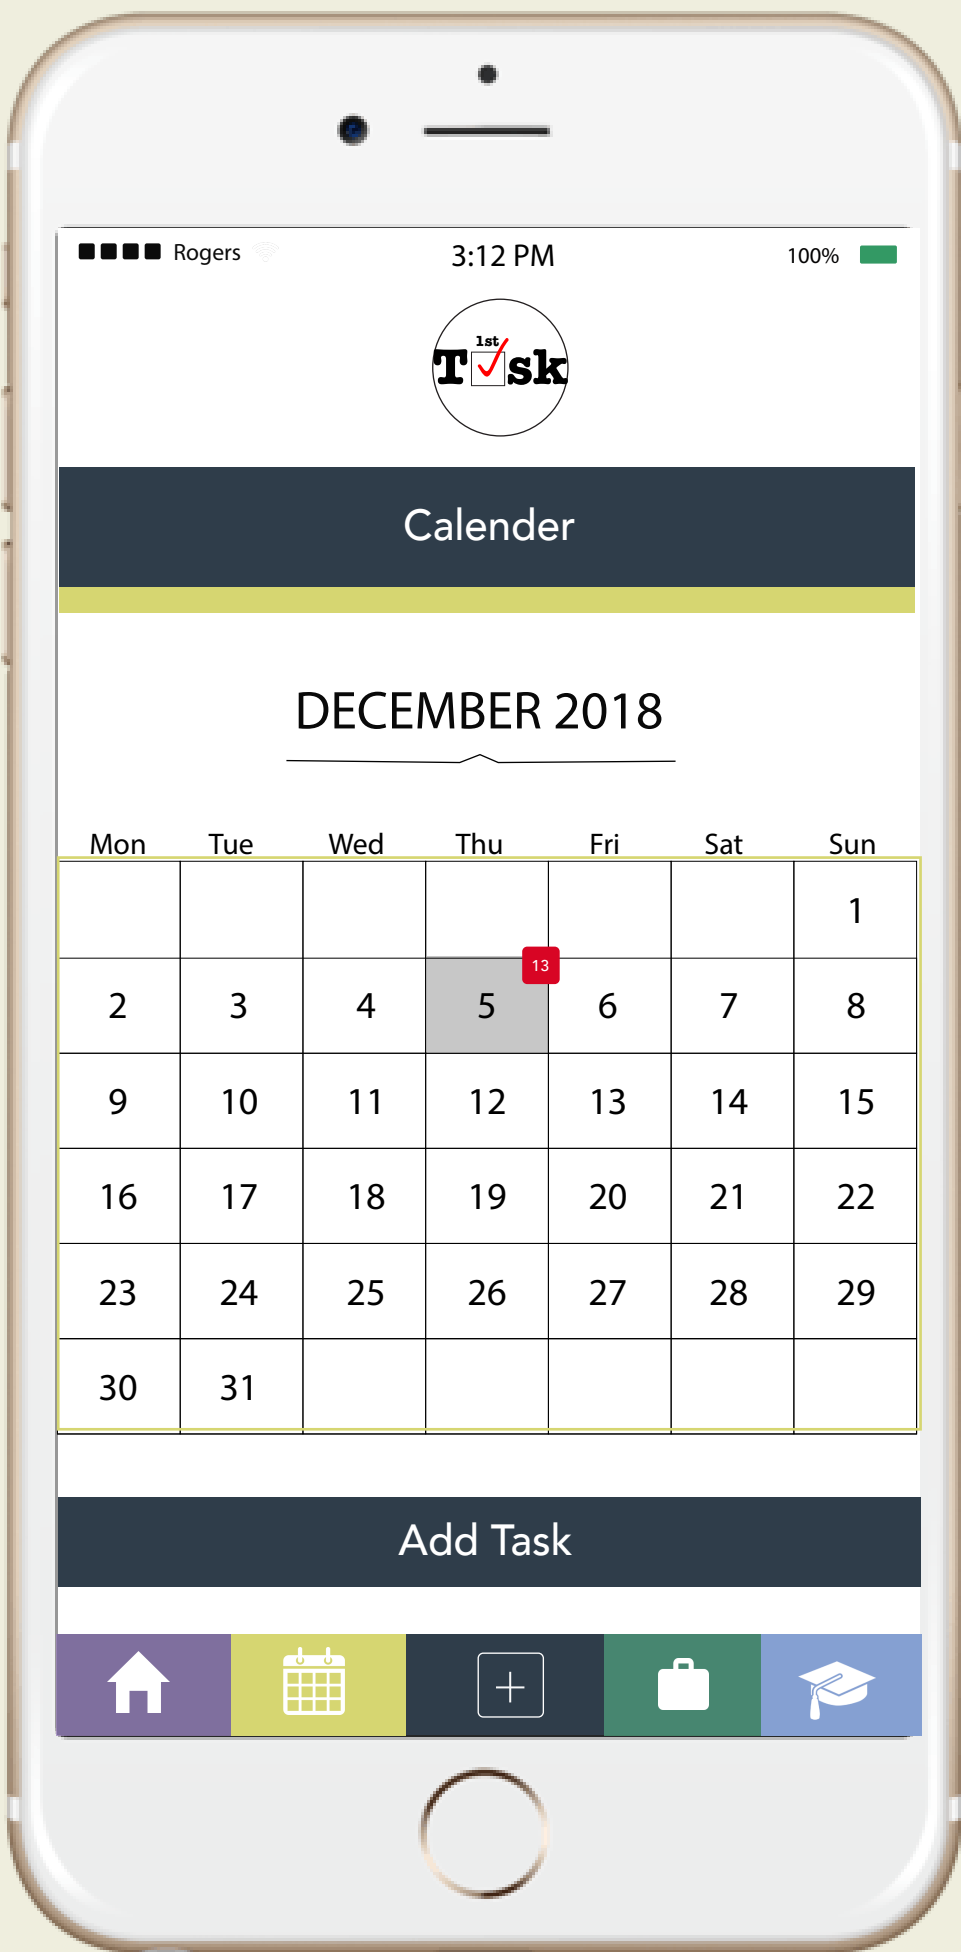 Rogers 3:12 PM 100%
1st
T sk
Calender
DECEMBER 2018
Mon Tue Wed Thu Fri Sat Sun
1
13
2 3 4 5 6 7 8
9 10 11 12 13 14 15
16 17 18 19 20 21 22
23 24 25 26 27 28 29
30 31
Add Task